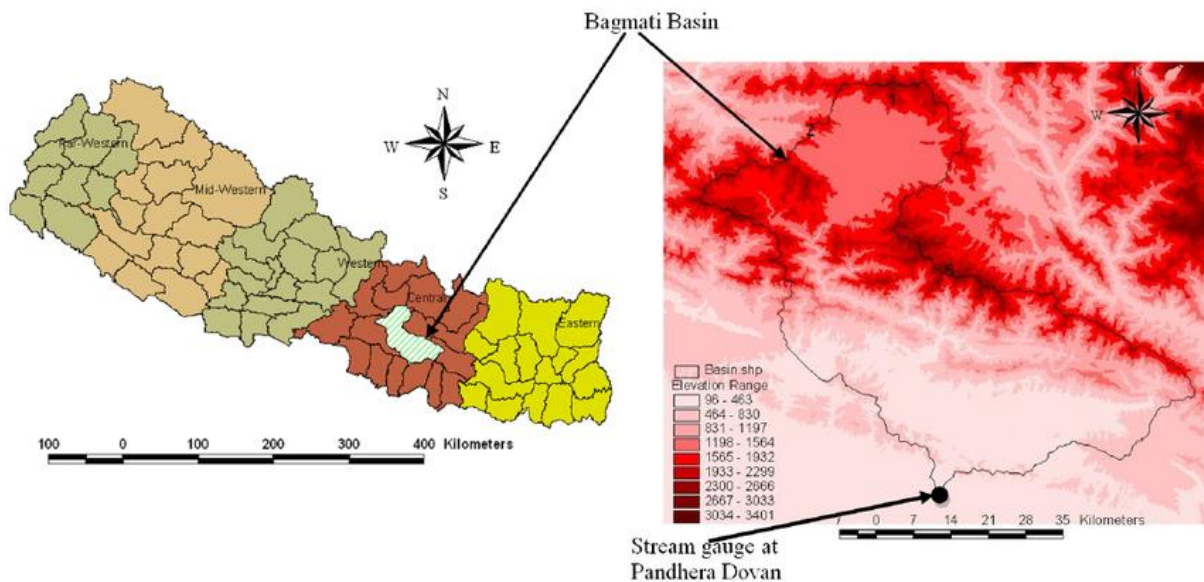 Bagmati Basin
N
W
E
S
Far-Western
Mid-Western
Western
Central
Eastern
100 0 100 200 300 400 Kilometers
W
Basin.shp
Elevation Range
96 - 463
464 - 830
831 - 1197
1198 - 1564
1565 - 1932
1933 - 2299
2300 - 2666
2667 - 3033
3034 - 3401
7 0 7 14 21 28 35 Kilometers
Stream gauge at
Pandhera Dovan